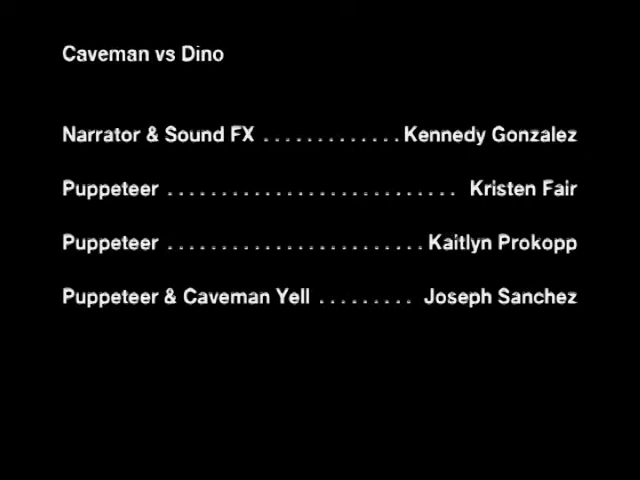 Caveman vs Dino
Narrator & Sound FX . . . . . . . . . . . . . Kennedy Gonzalez
Puppeteer . . . . . . . . . . . . . . . . . . . . . . . . . . . Kristen Fair
Puppeteer . . . . . . . . . . . . . . . . . . . . . . . . Kaitlyn Prokopp
Puppeteer & Caveman Yell . . . . . . . . . Joseph Sanchez